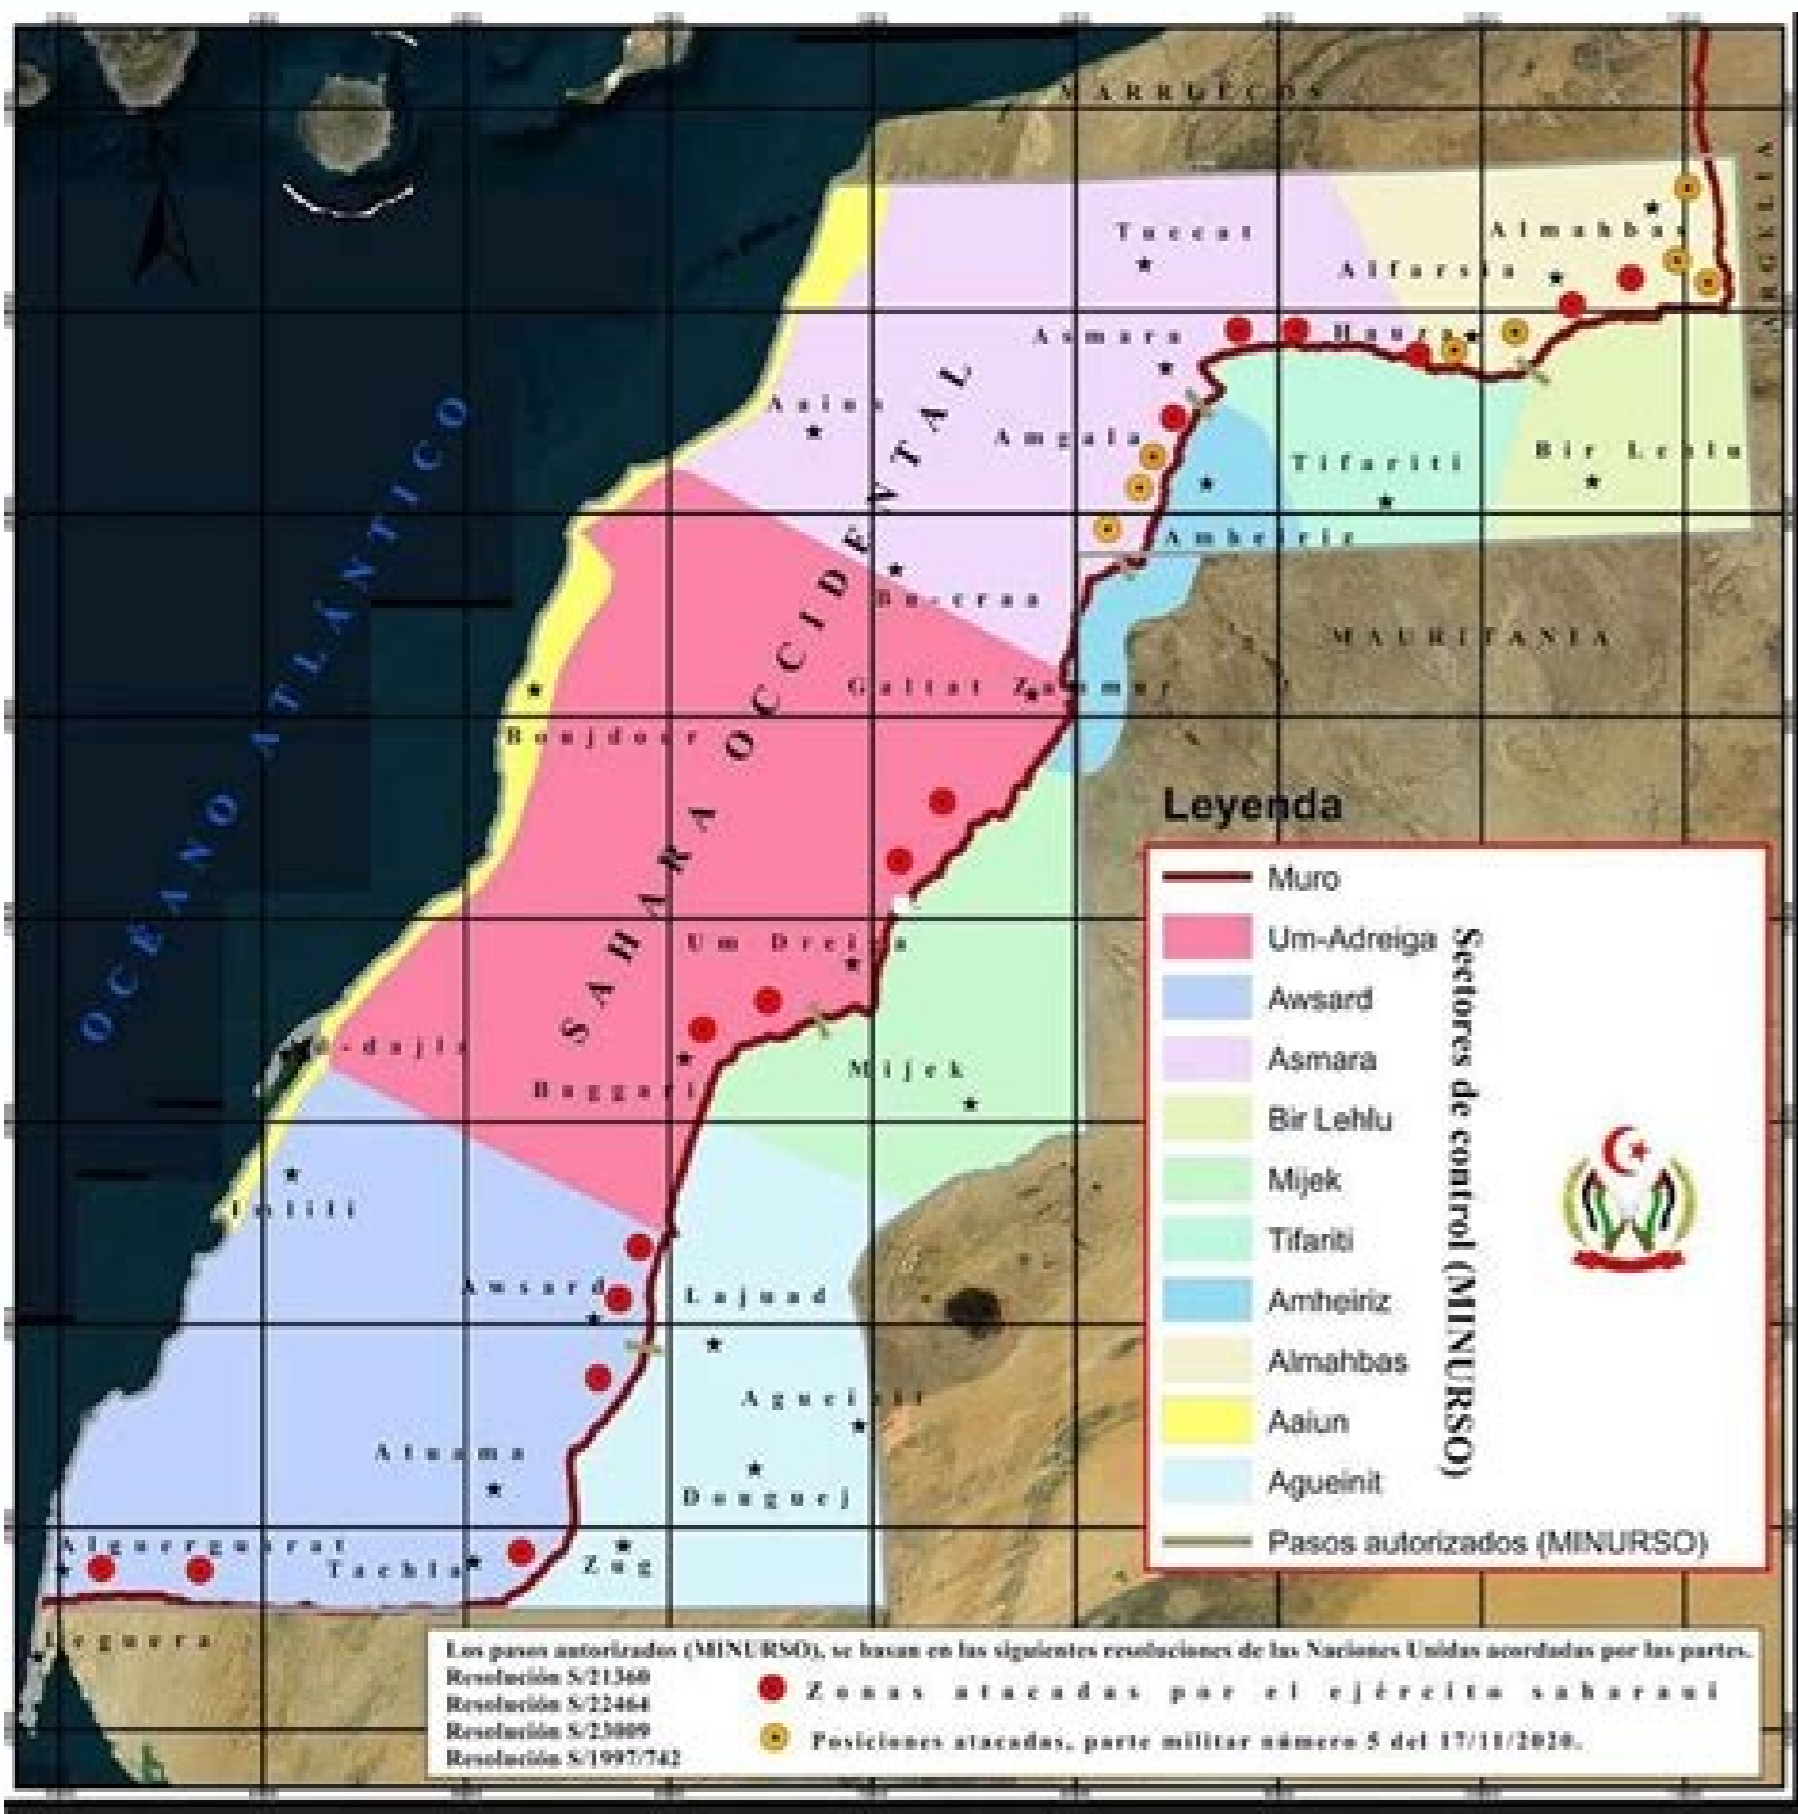 MARRUECOS
ARGELIA
Almahbas
Tuccat
Alfarsia
Asmara
Hauza
Aaiun
Amgala
Tifariti
Bir Lehlu
Amheiriz
Bu-craa
OCÉANO ATLÁNTICO
SAHARA OCCIDENTAL
MAURITANIA
Galtat Zemmur
Boujdour
Um Dreiga
Mijek
Baggari
Imlili
Awsard
Lajuad
Agueinit
Atuama
Douguej
Alguerguarat
Tachla
Zug
Leguera
Leyenda
Muro
Um-Adreiga
Awsard
Asmara
Bir Lehlu
Mijek
Tifariti
Amheiriz
Almahbas
Aaiun
Agueinit
Pasos autorizados (MINURSO)
Sectores de control (MINURSO)
Los pasos autorizados (MINURSO), se basan en las siguientes resoluciones de las Naciones Unidas acordadas por las partes.
Resolución S/21360
Resolución S/22464
Resolución S/23009
Resolución S/1997/742
Zonas atacadas por el ejército saharaui
Posiciones atacadas, parte militar número 5 del 17/11/2020.